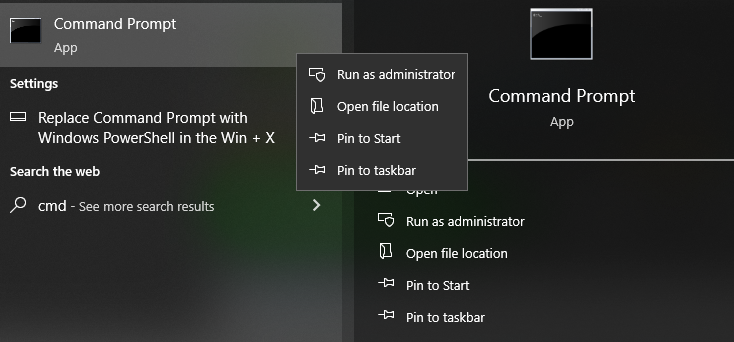 Command Prompt
App
Settings
Replace Command Prompt with
Windows PowerShell in the Win + X
Search the web
cmd - See more search results
Run as administrator
Open file location
Pin to Start
Pin to taskbar
Command Prompt
App
Open
Run as administrator
Open file location
Pin to Start
Pin to taskbar